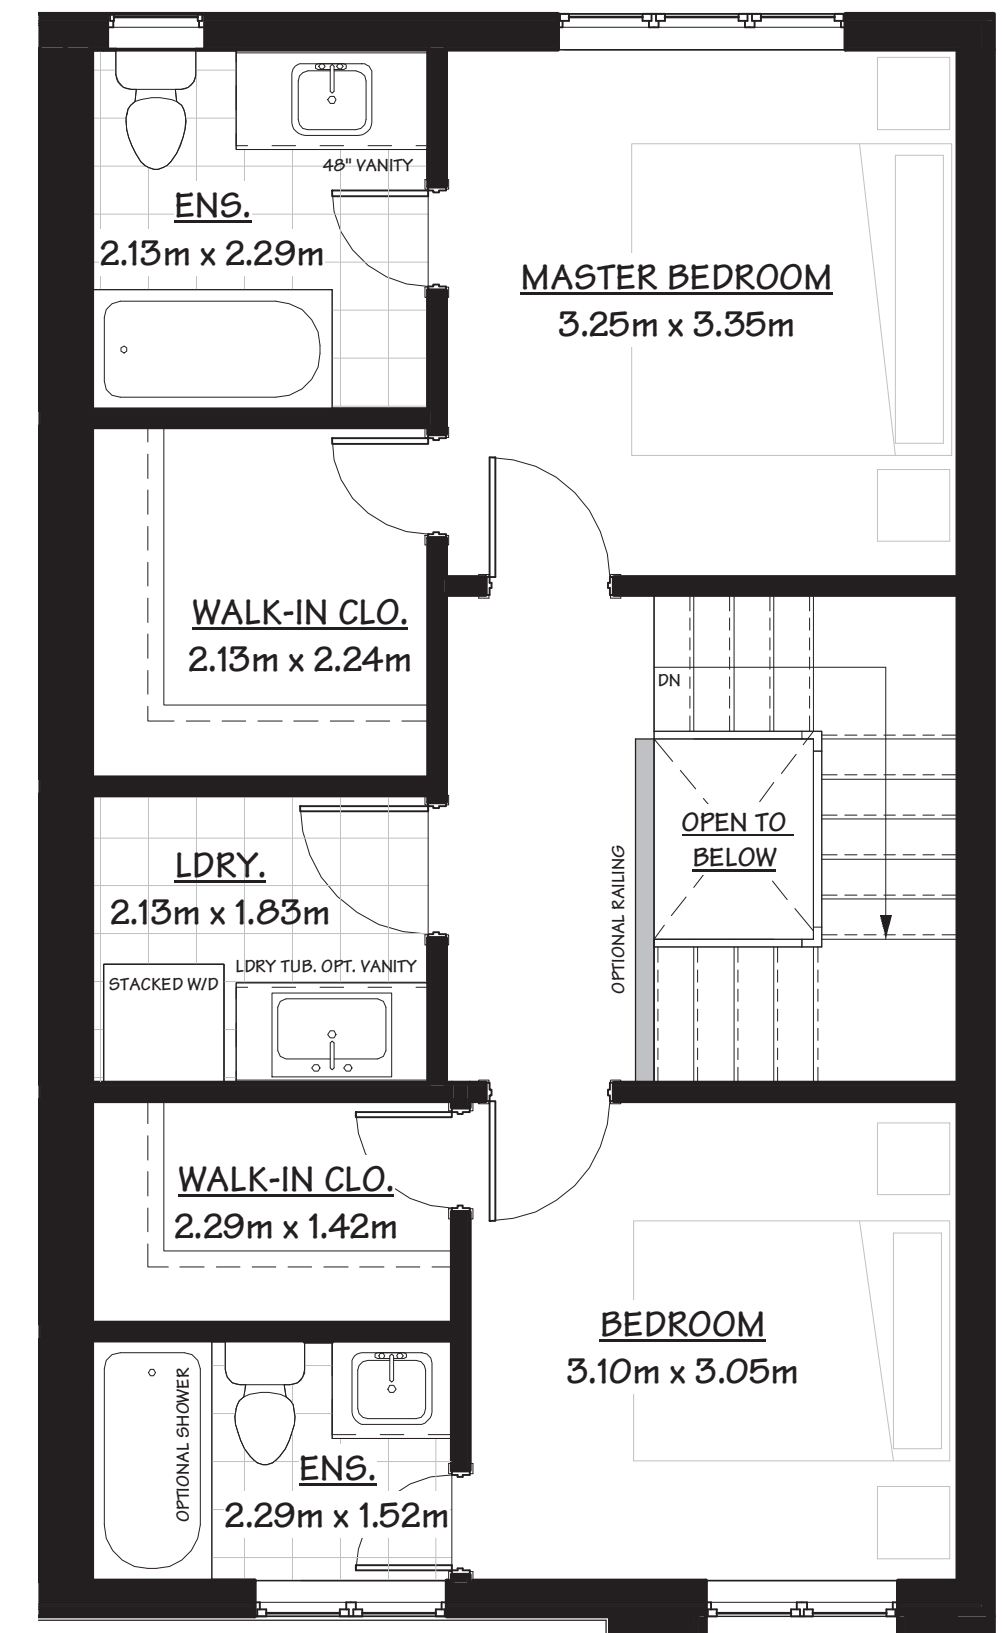 48" VANITY
ENS.
2.13m x 2.29m
MASTER BEDROOM
3.25m x 3.35m
WALK-IN CLO.
2.13m x 2.24m
DN
OPEN TO
BELOW
OPTIONAL RAILING
LDRY.
2.13m x 1.83m
LDRY TUB. OPT. VANITY
STACKED W/D
WALK-IN CLO.
2.29m x 1.42m
BEDROOM
3.10m x 3.05m
OPTIONAL SHOWER
ENS.
2.29m x 1.52m